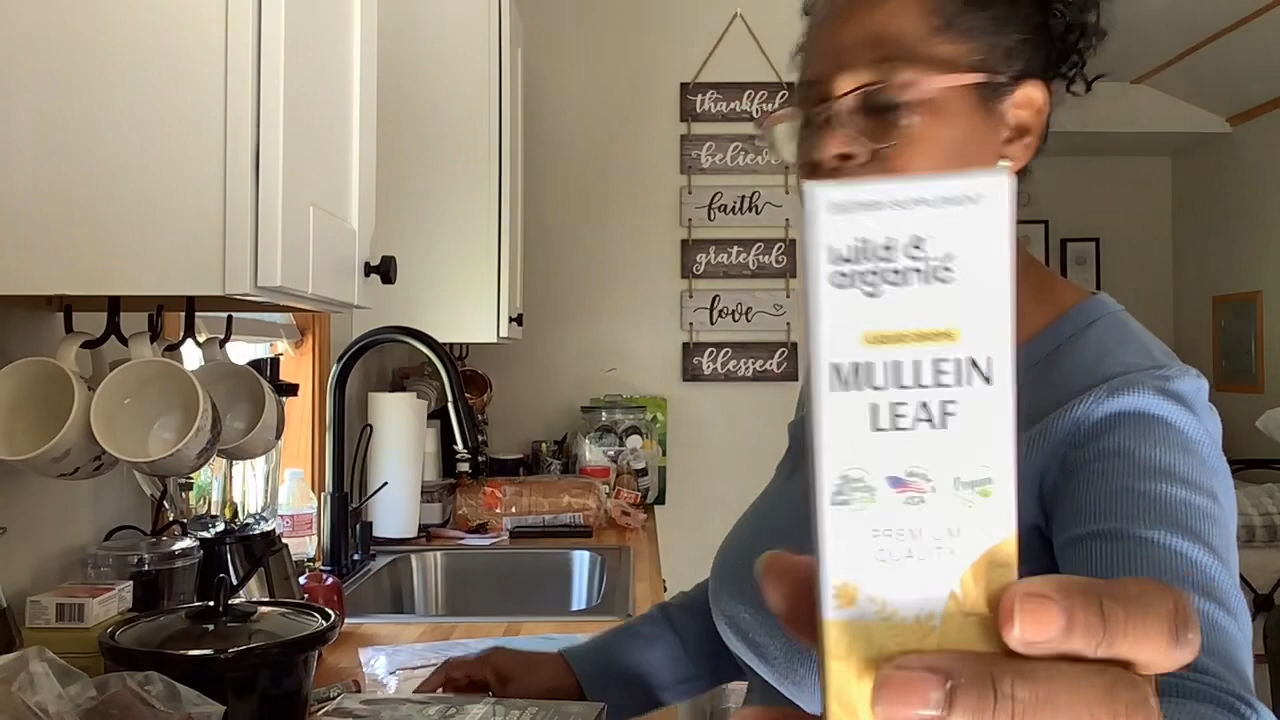 thankful
believe
faith
grateful
love
blessed
wild &
organic
MULLEIN
LEAF
PREMIUM
QUALITY